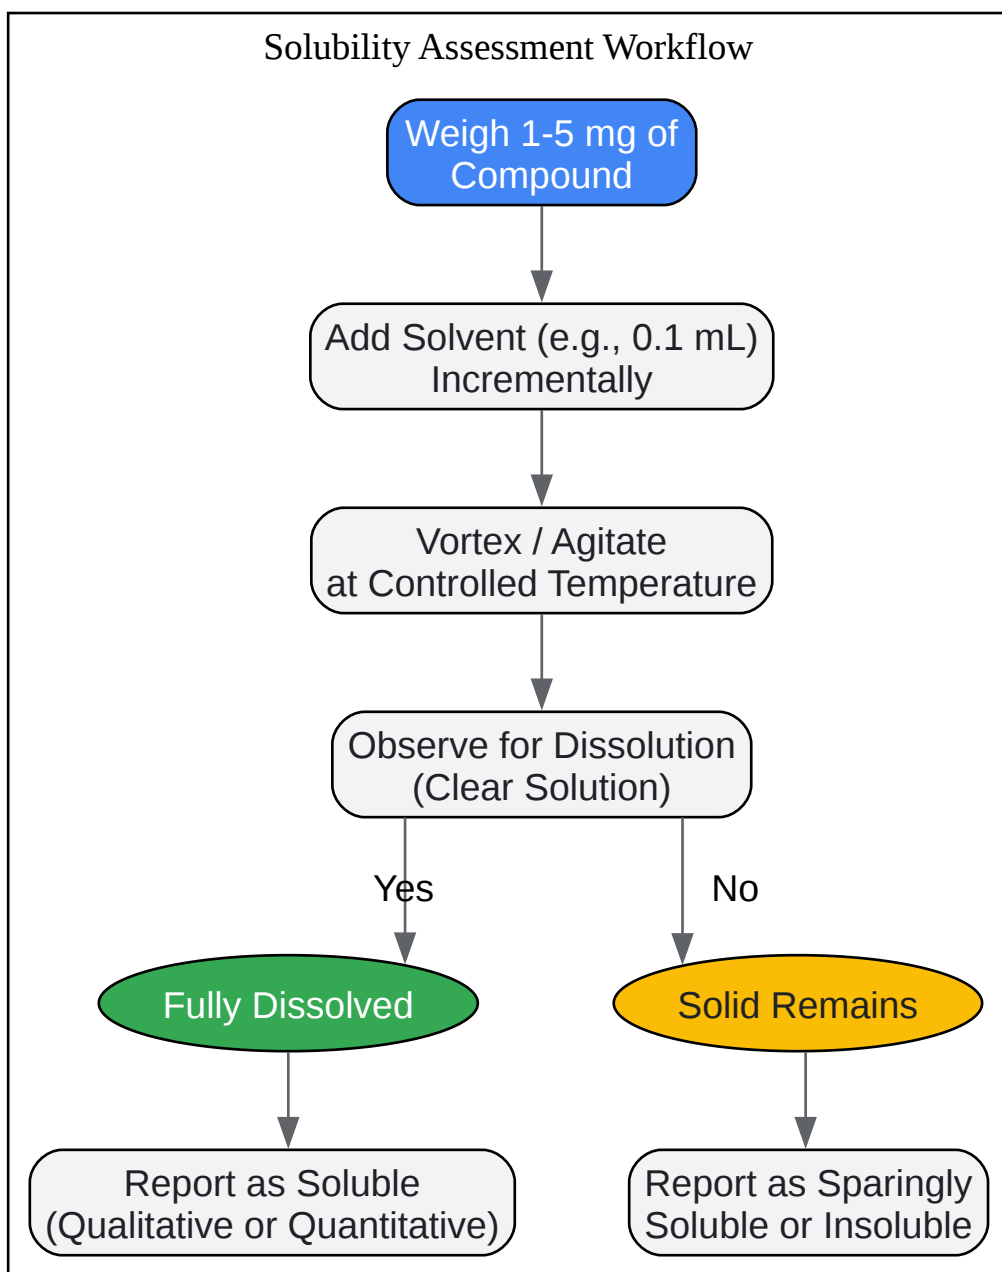 Solubility Assessment Workflow
Weigh 1-5 mg of
Compound
Add Solvent (e.g., 0.1 mL)
Incrementally
Vortex / Agitate
at Controlled Temperature
Observe for Dissolution
(Clear Solution)
Yes
No
Fully Dissolved
Solid Remains
Report as Soluble
(Qualitative or Quantitative)
Report as Sparingly
Soluble or Insoluble